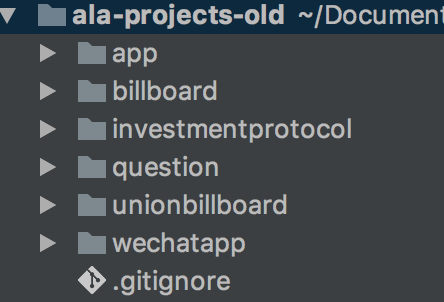 ala-projects-old ~/Document
app
billboard
investmentprotocol
question
unionbillboard
wechatapp
.gitignore